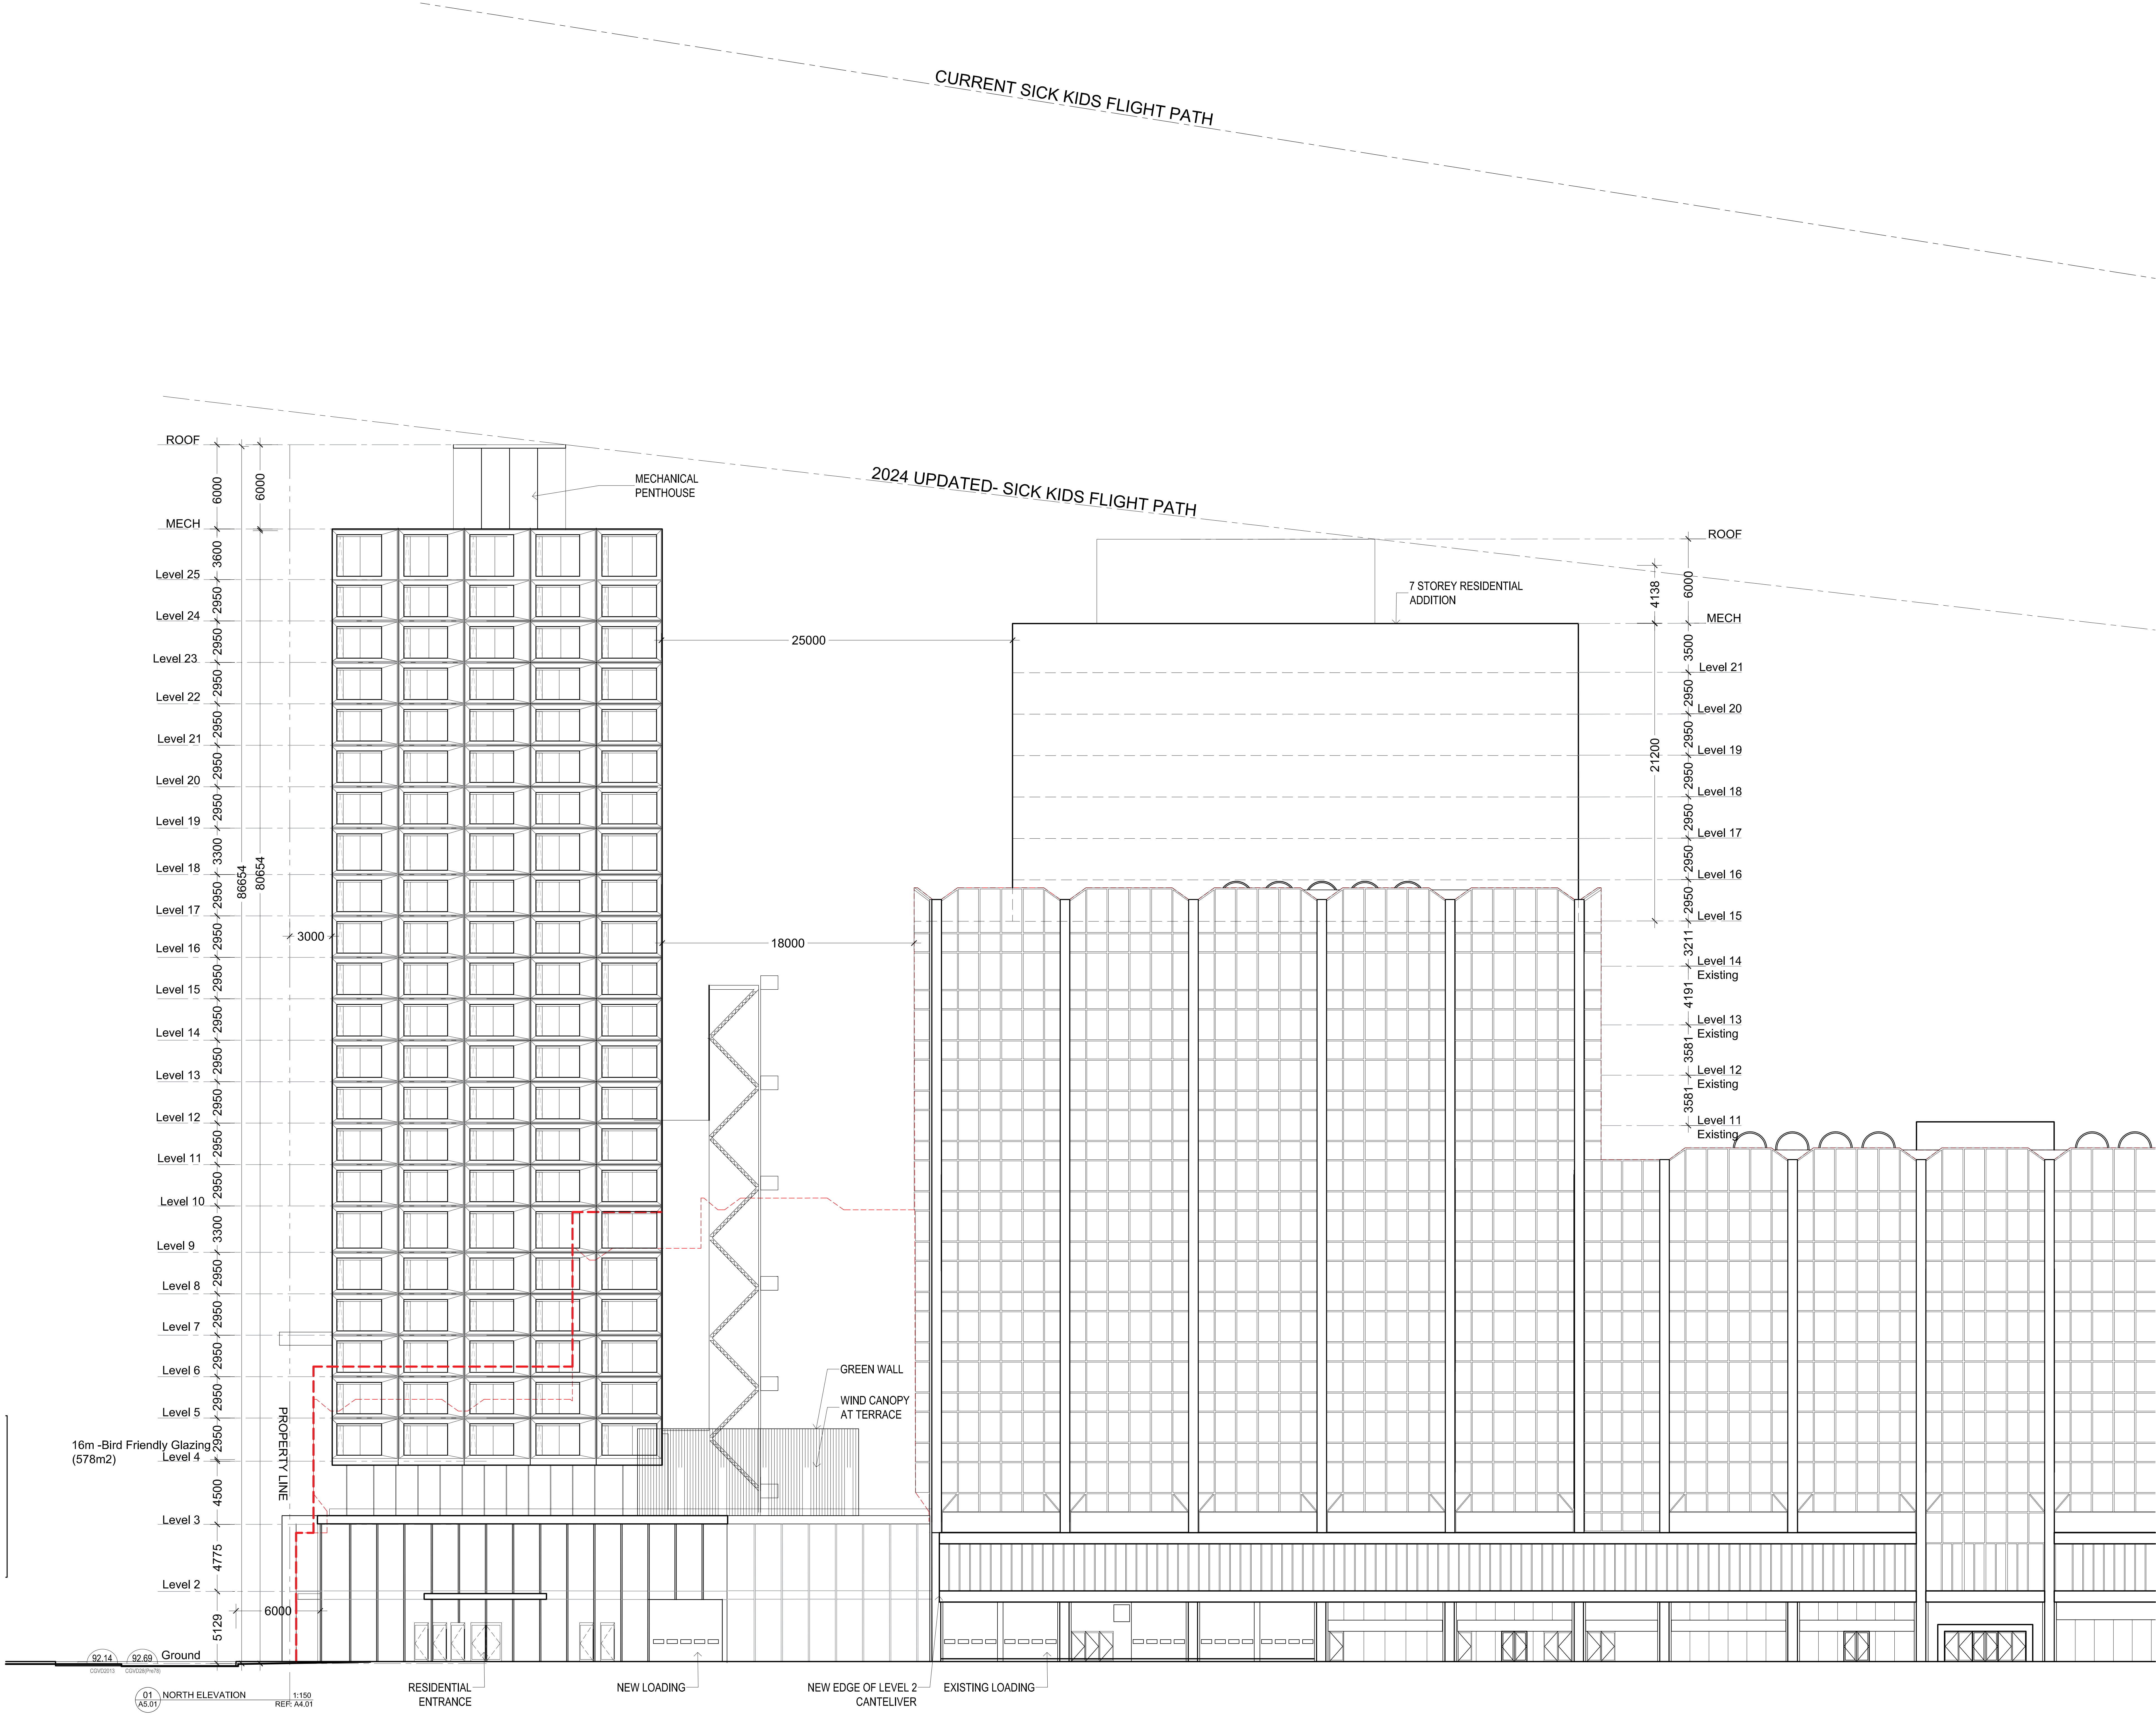 CURRENT SICK KIDS FLIGHT PATH
2024 UPDATED- SICK KIDS FLIGHT PATH
ROOF
6000
6000
MECHANICAL
PENTHOUSE
MECH
3600
Level 25
2950
Level 24
2950
Level 23
2950
Level 22
2950
Level 21
2950
Level 20
2950
Level 19
3300
Level 18
2950
Level 17
2950
Level 16
2950
Level 15
2950
Level 14
2950
Level 13
2950
Level 12
2950
Level 11
2950
Level 10
3300
Level 9
2950
Level 8
2950
Level 7
2950
Level 6
2950
Level 5
2950
16m -Bird Friendly Glazing
(578m2)
Level 4
4500
Level 3
4775
Level 2
5129
Ground
86654
80654
3000
6000
PROPERTY LINE
92.14
CGVD2013
92.69
CGVD28(Pre78)
25000
18000
GREEN WALL
WIND CANOPY
AT TERRACE
7 STOREY RESIDENTIAL
ADDITION
4138
21200
ROOF
6000
MECH
3500
Level 21
2950
Level 20
2950
Level 19
2950
Level 18
2950
Level 17
2950
Level 16
2950
Level 15
3211
Level 14
Existing
4191
Level 13
Existing
3581
Level 12
Existing
3581
Level 11
Existing
RESIDENTIAL
ENTRANCE
NEW LOADING
NEW EDGE OF LEVEL 2
CANTELIVER
EXISTING LOADING
01
A5.01
NORTH ELEVATION
1:150
REF: A4.01